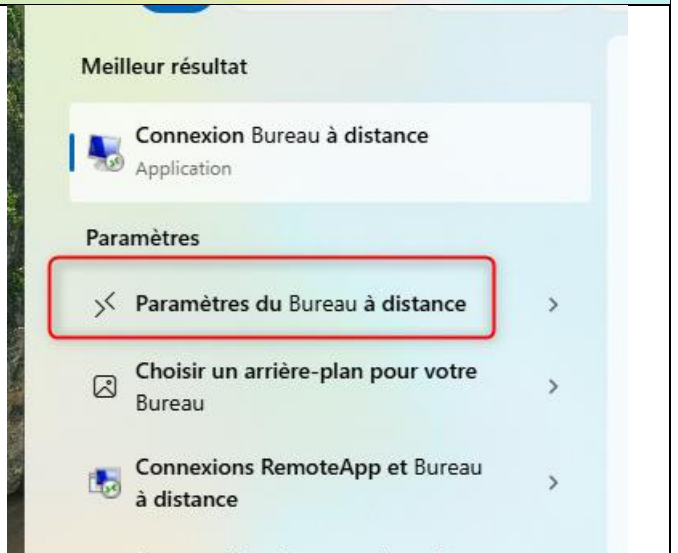 Meilleur résultat
Connexion Bureau à distance
Application
Paramètres
Paramètres du Bureau à distance
Choisir un arrière-plan pour votre
Bureau
Connexions RemoteApp et Bureau
à distance